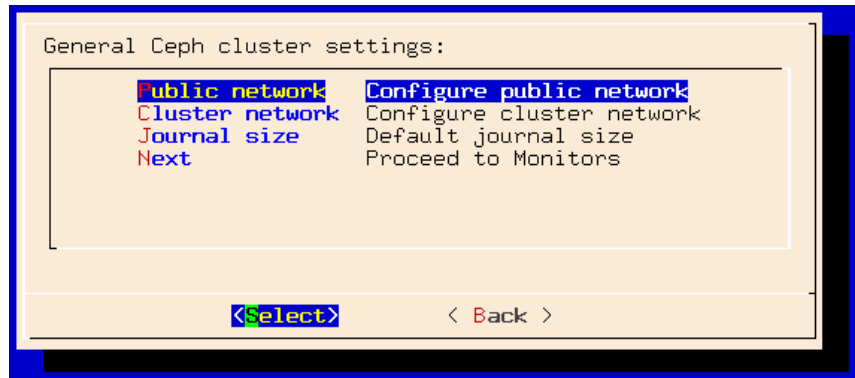 General Ceph cluster settings:
Public network Configure public network
Cluster network Configure cluster network
Journal size Default journal size
Next Proceed to Monitors
<Select> < Back >